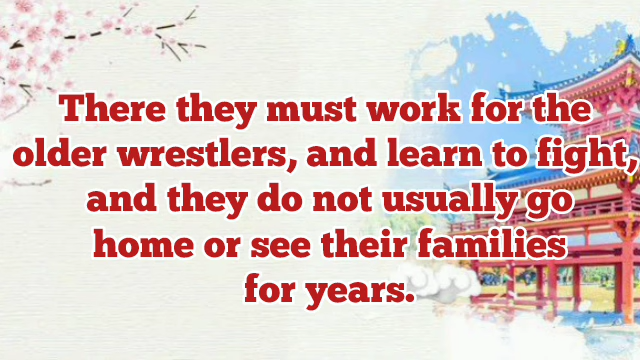 There they must work for the
older wrestlers, and learn to fight,
and they do not usually go
home or see their families
for years.